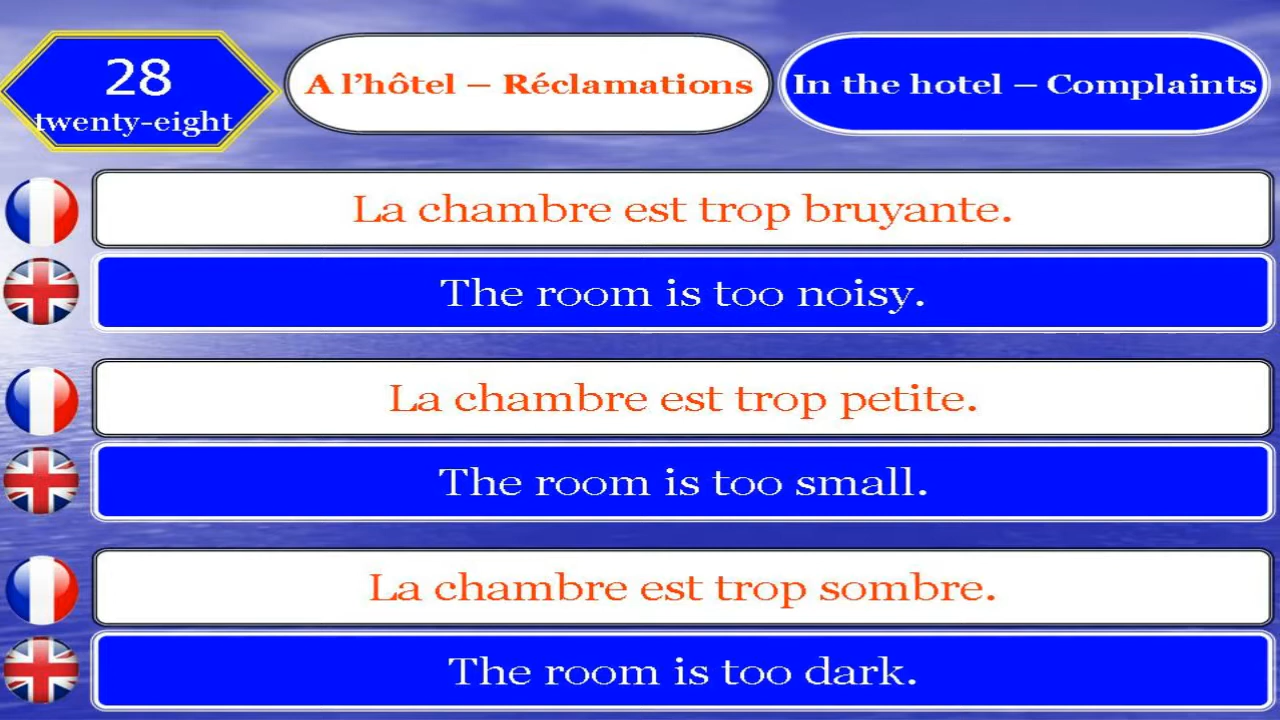 28
twenty-eight
A l’hôtel – Réclamations
In the hotel – Complaints
La chambre est trop bruyante.
The room is too noisy.
La chambre est trop petite.
The room is too small.
La chambre est trop sombre.
The room is too dark.